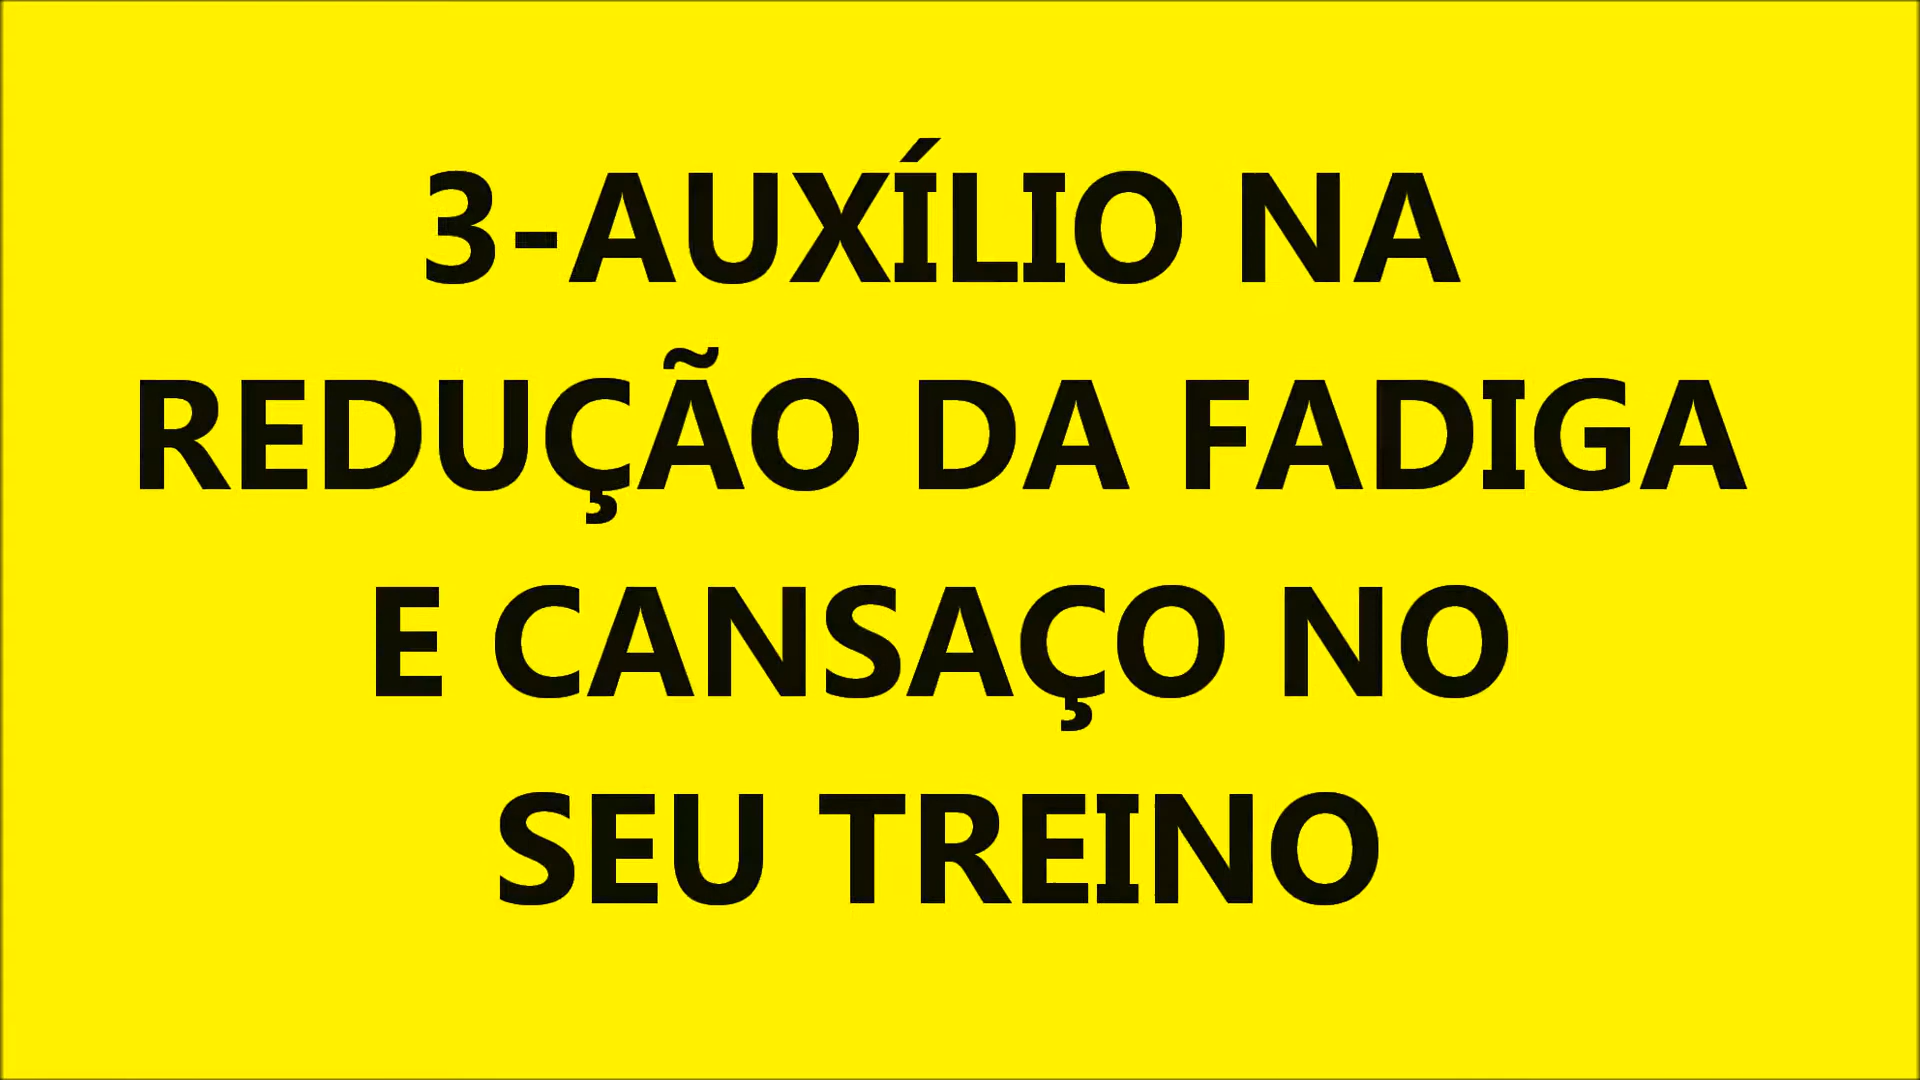 3-AUXÍLIO NA
REDUÇÃO DA FADIGA
E CANSAÇO NO
SEU TREINO